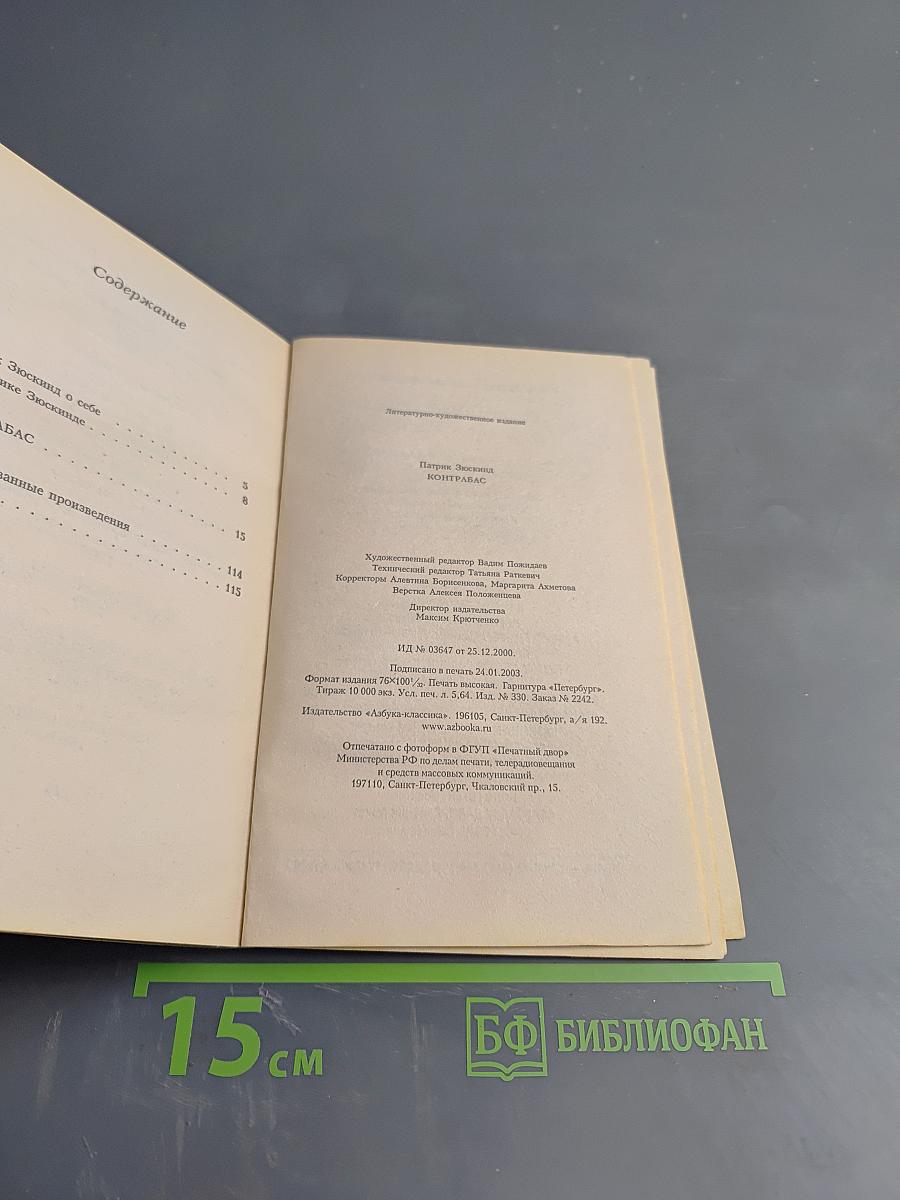 Содержание
Зюскинд о себе . . . . . . . . 5
Зюскинде . . . . . . . . . . 8
АБАС . . . . . . . . . . . . 15
ванные произведения . . . . . . . 114
. . . . . . . . . . . 115
Литературно-художественное издание
Патрик Зюскинд
КОНТРАБАС
Художественный редактор Вадим Пожидаев
Технический редактор Татьяна Раткевич
Корректоры Алевтина Борисенкова, Маргарита Ахметова
Верстка Алексея Положенцева
Директор издательства
Максим Крютченко
ИД № 03647 от 25.12.2000.
Подписано в печать 24.01.2003.
Формат издания 76×100 1/32. Печать высокая. Гарнитура «Петербург».
Тираж 10 000 экз. Усл. печ. л. 5,64. Изд. № 330. Заказ № 2242.
Издательство «Азбука-классика». 196105, Санкт-Петербург, а/я 192.
www.azbooka.ru
Отпечатано с фотоформ в ФГУП «Печатный двор»
Министерства РФ по делам печати, телерадиовещания
и средств массовых коммуникаций.
197110, Санкт-Петербург, Чкаловский пр., 15.
15 см
БФ БИБЛИОФАН